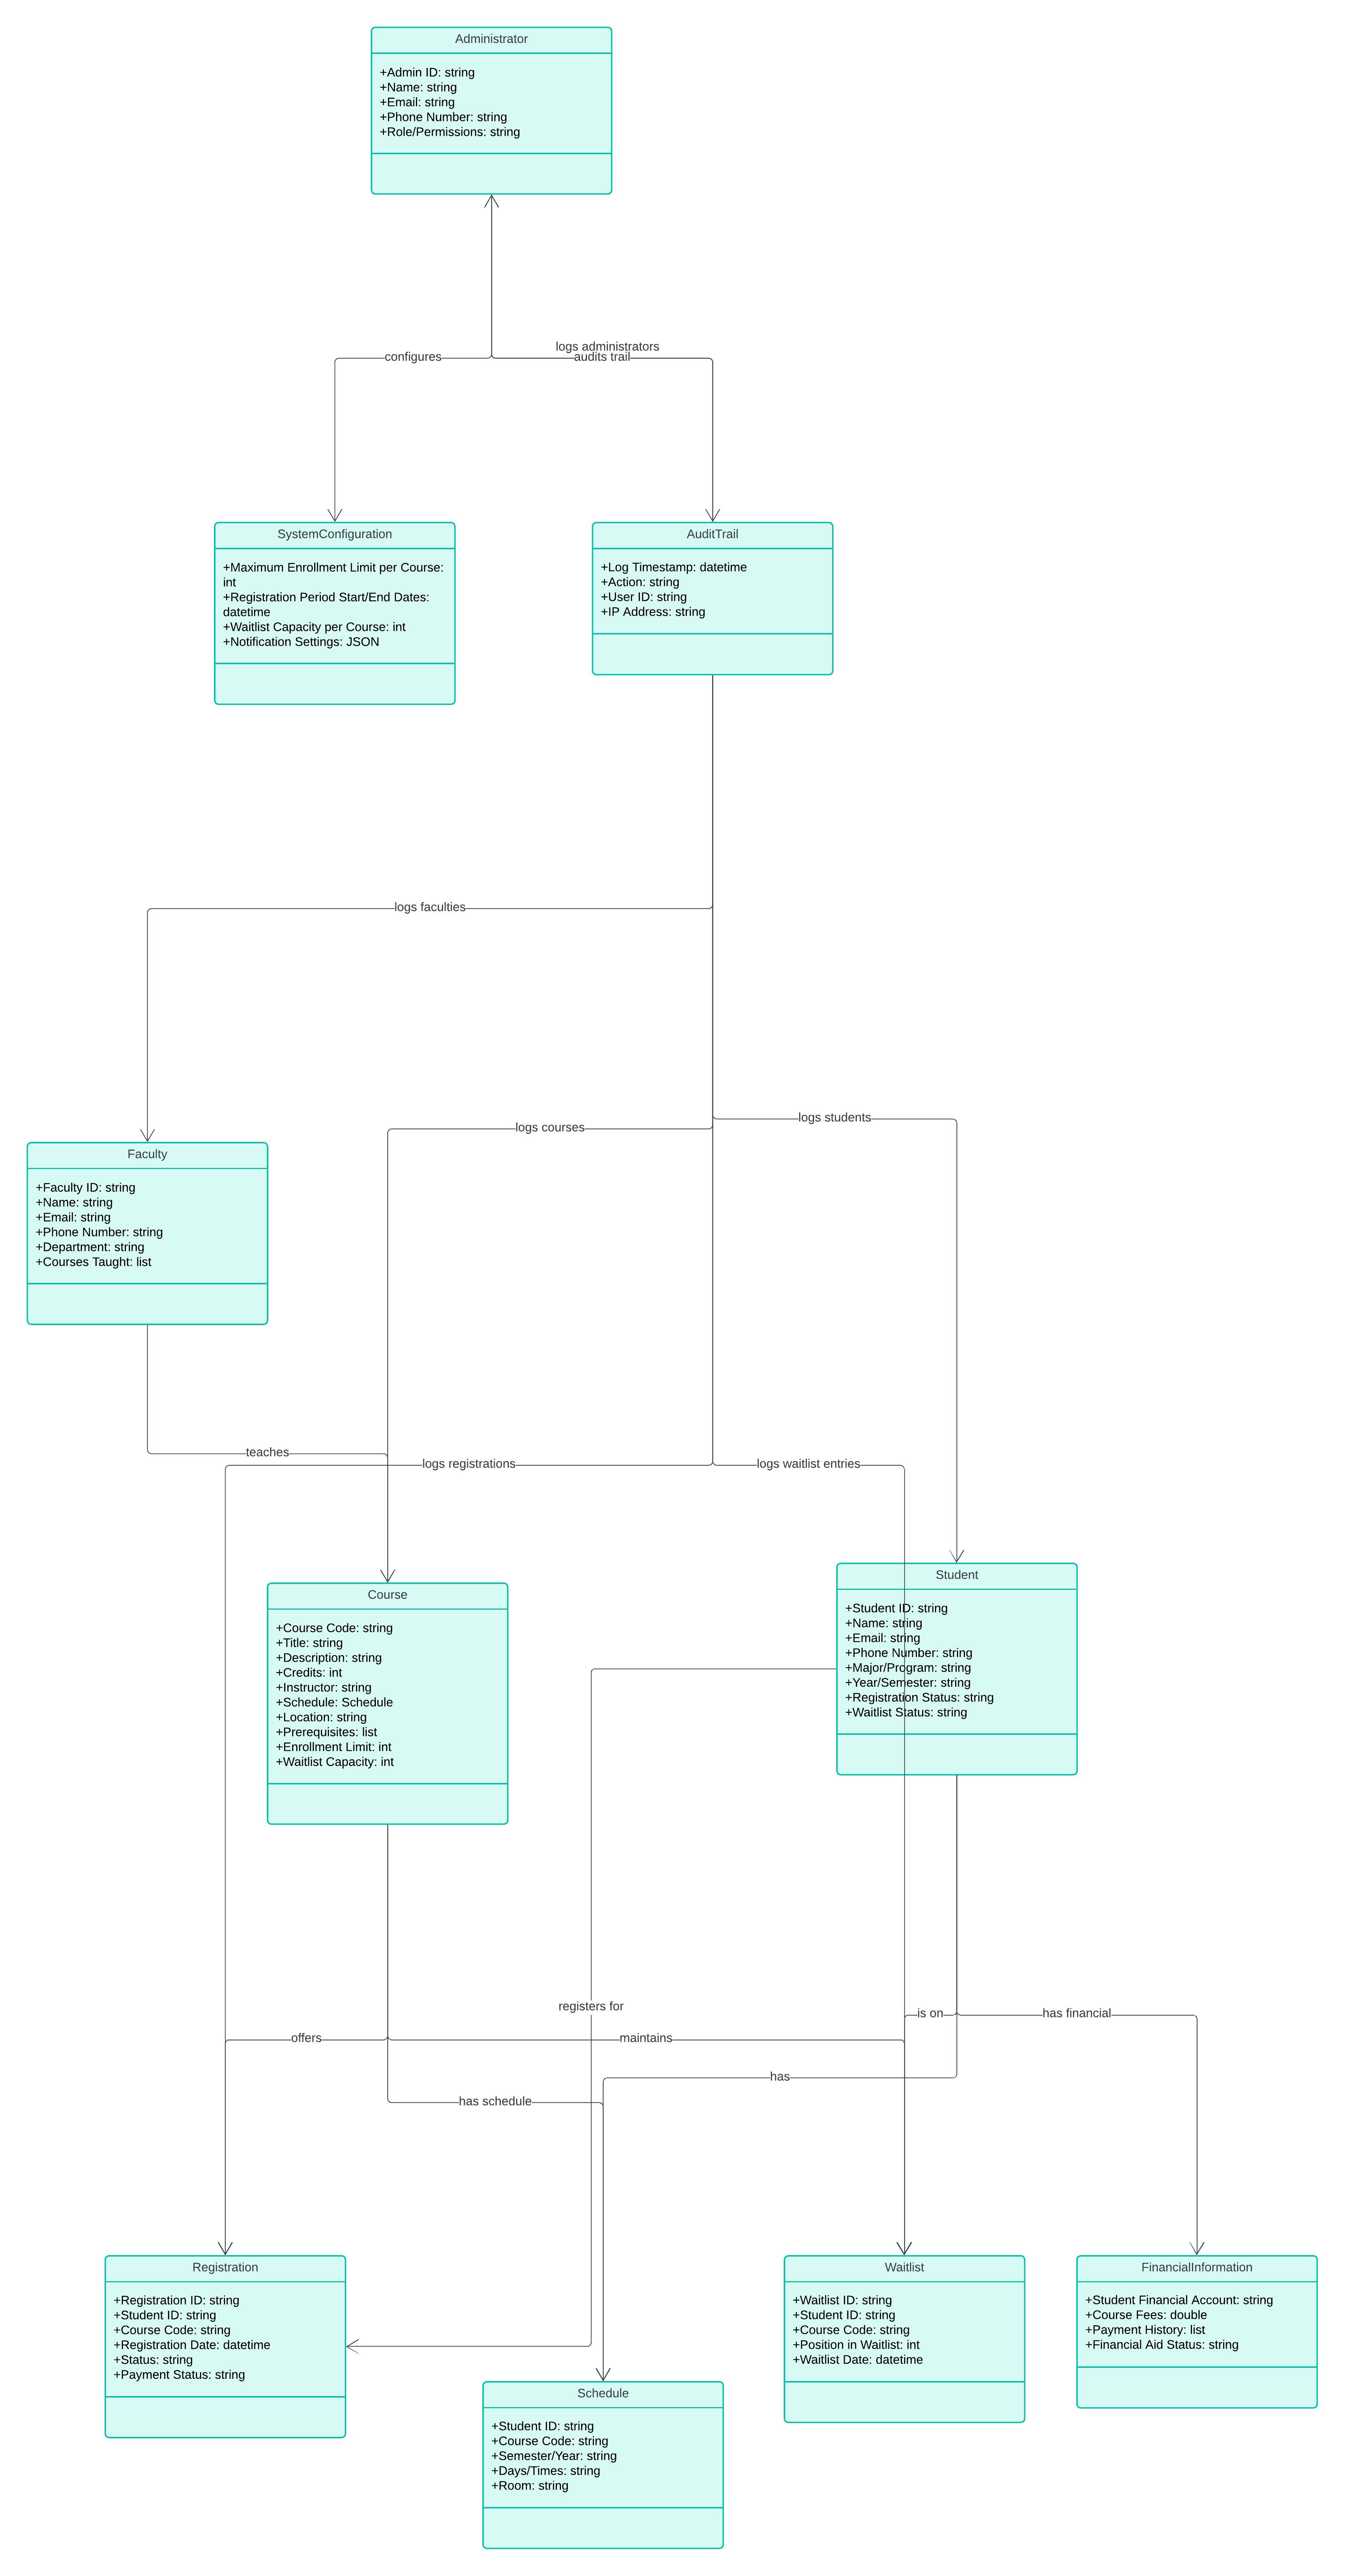 Administrator
+Admin ID: string
+Name: string
+Email: string
+Phone Number: string
+Role/Permissions: string
logs administrators
configures
audits trail
SystemConfiguration
+Maximum Enrollment Limit per Course:
int
+Registration Period Start/End Dates:
datetime
+Waitlist Capacity per Course: int
+Notification Settings: JSON
AuditTrail
+Log Timestamp: datetime
+Action: string
+User ID: string
+IP Address: string
logs faculties
logs students
logs courses
Faculty
+Faculty ID: string
+Name: string
+Email: string
+Phone Number: string
+Department: string
+Courses Taught: list
teaches
logs registrations
logs waitlist entries
Course
+Course Code: string
+Title: string
+Description: string
+Credits: int
+Instructor: string
+Schedule: Schedule
+Location: string
+Prerequisites: list
+Enrollment Limit: int
+Waitlist Capacity: int
Student
+Student ID: string
+Name: string
+Email: string
+Phone Number: string
+Major/Program: string
+Year/Semester: string
+Registration Status: string
+Waitlist Status: string
registers for
is on
has financial
offers
maintains
has
has schedule
Registration
+Registration ID: string
+Student ID: string
+Course Code: string
+Registration Date: datetime
+Status: string
+Payment Status: string
Waitlist
+Waitlist ID: string
+Student ID: string
+Course Code: string
+Position in Waitlist: int
+Waitlist Date: datetime
FinancialInformation
+Student Financial Account: string
+Course Fees: double
+Payment History: list
+Financial Aid Status: string
Schedule
+Student ID: string
+Course Code: string
+Semester/Year: string
+Days/Times: string
+Room: string